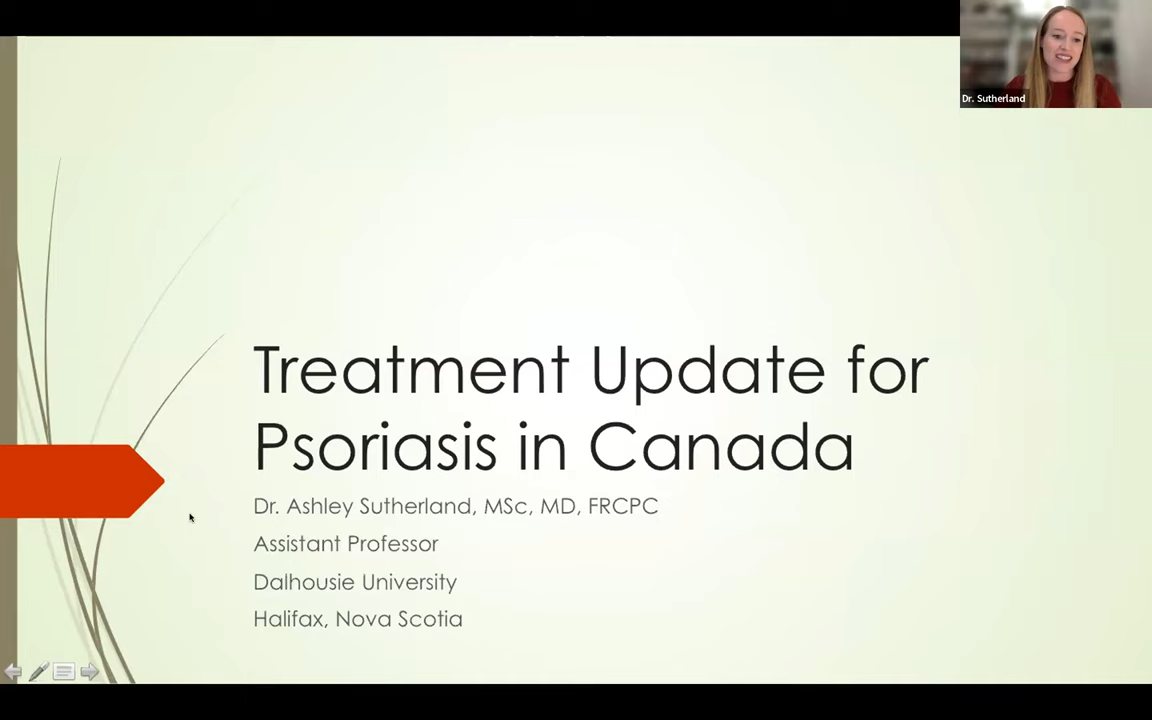 Dr. Sutherland
Treatment Update for
Psoriasis in Canada
Dr. Ashley Sutherland, MSc, MD, FRCPC
Assistant Professor
Dalhousie University
Halifax, Nova Scotia